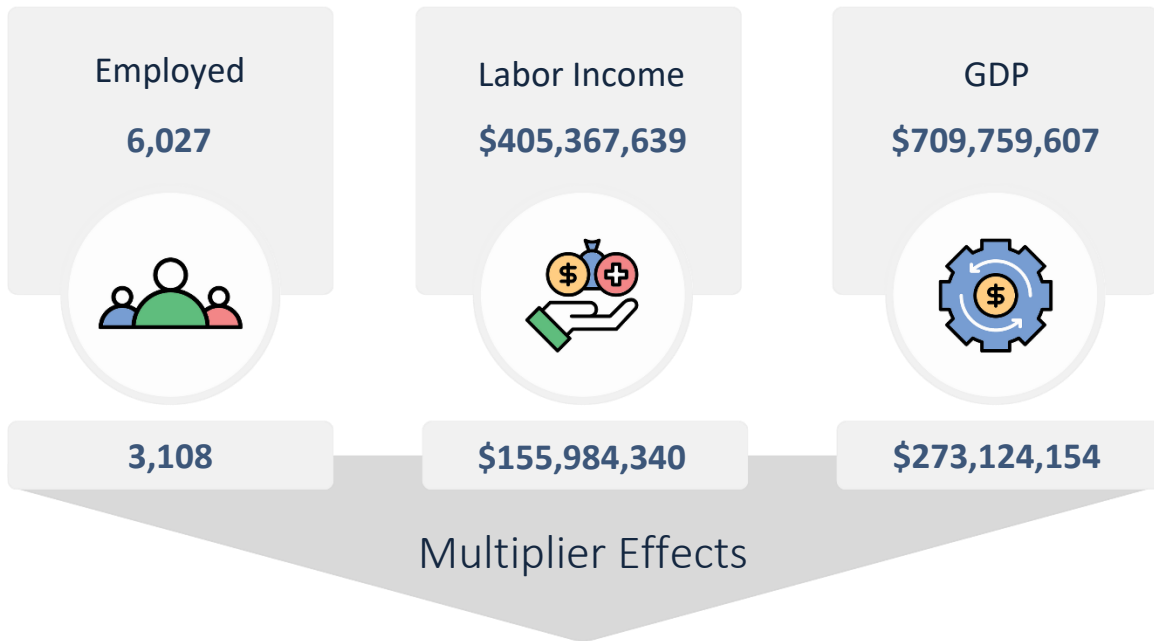 Employed
6,027
Labor Income
$405,367,639
GDP
$709,759,607
3,108
$155,984,340
$273,124,154
Multiplier Effects